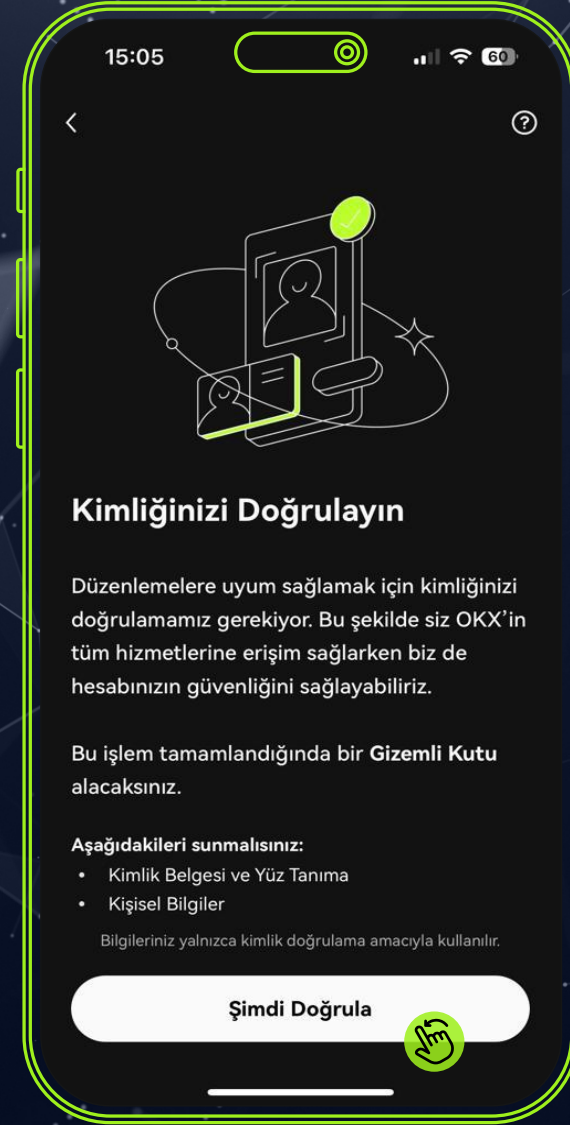 15:05
60
Kimliğinizi Doğrulayın
Düzenlemelere uyum sağlamak için kimliğinizi
doğrulamamız gerekiyor. Bu şekilde siz OKX’in
tüm hizmetlerine erişim sağlarken biz de
hesabınızın güvenliğini sağlayabiliriz.
Bu işlem tamamlandığında bir Gizemli Kutu
alacaksınız.
Aşağıdakileri sunmalısınız:
• Kimlik Belgesi ve Yüz Tanıma
• Kişisel Bilgiler
Bilgileriniz yalnızca kimlik doğrulama amacıyla kullanılır.
Şimdi Doğrula